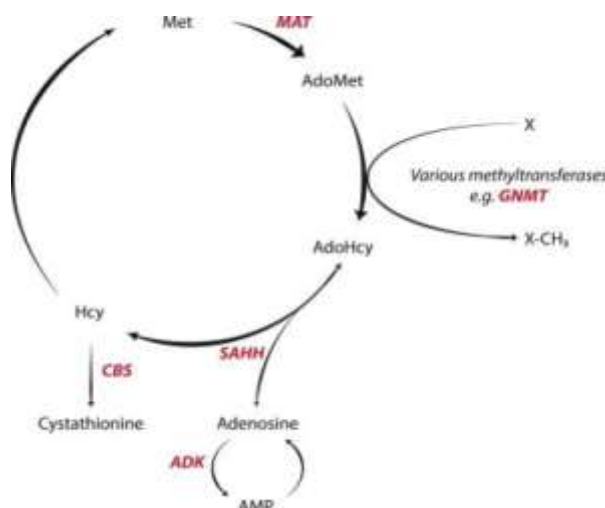 Met
MAT
AdoMet
X
Various methyltransferases
e.g. GNMT
X-CH₃
AdoHcy
Hcy
SAHH
CBS
Cystathionine
Adenosine
ADK
AMP